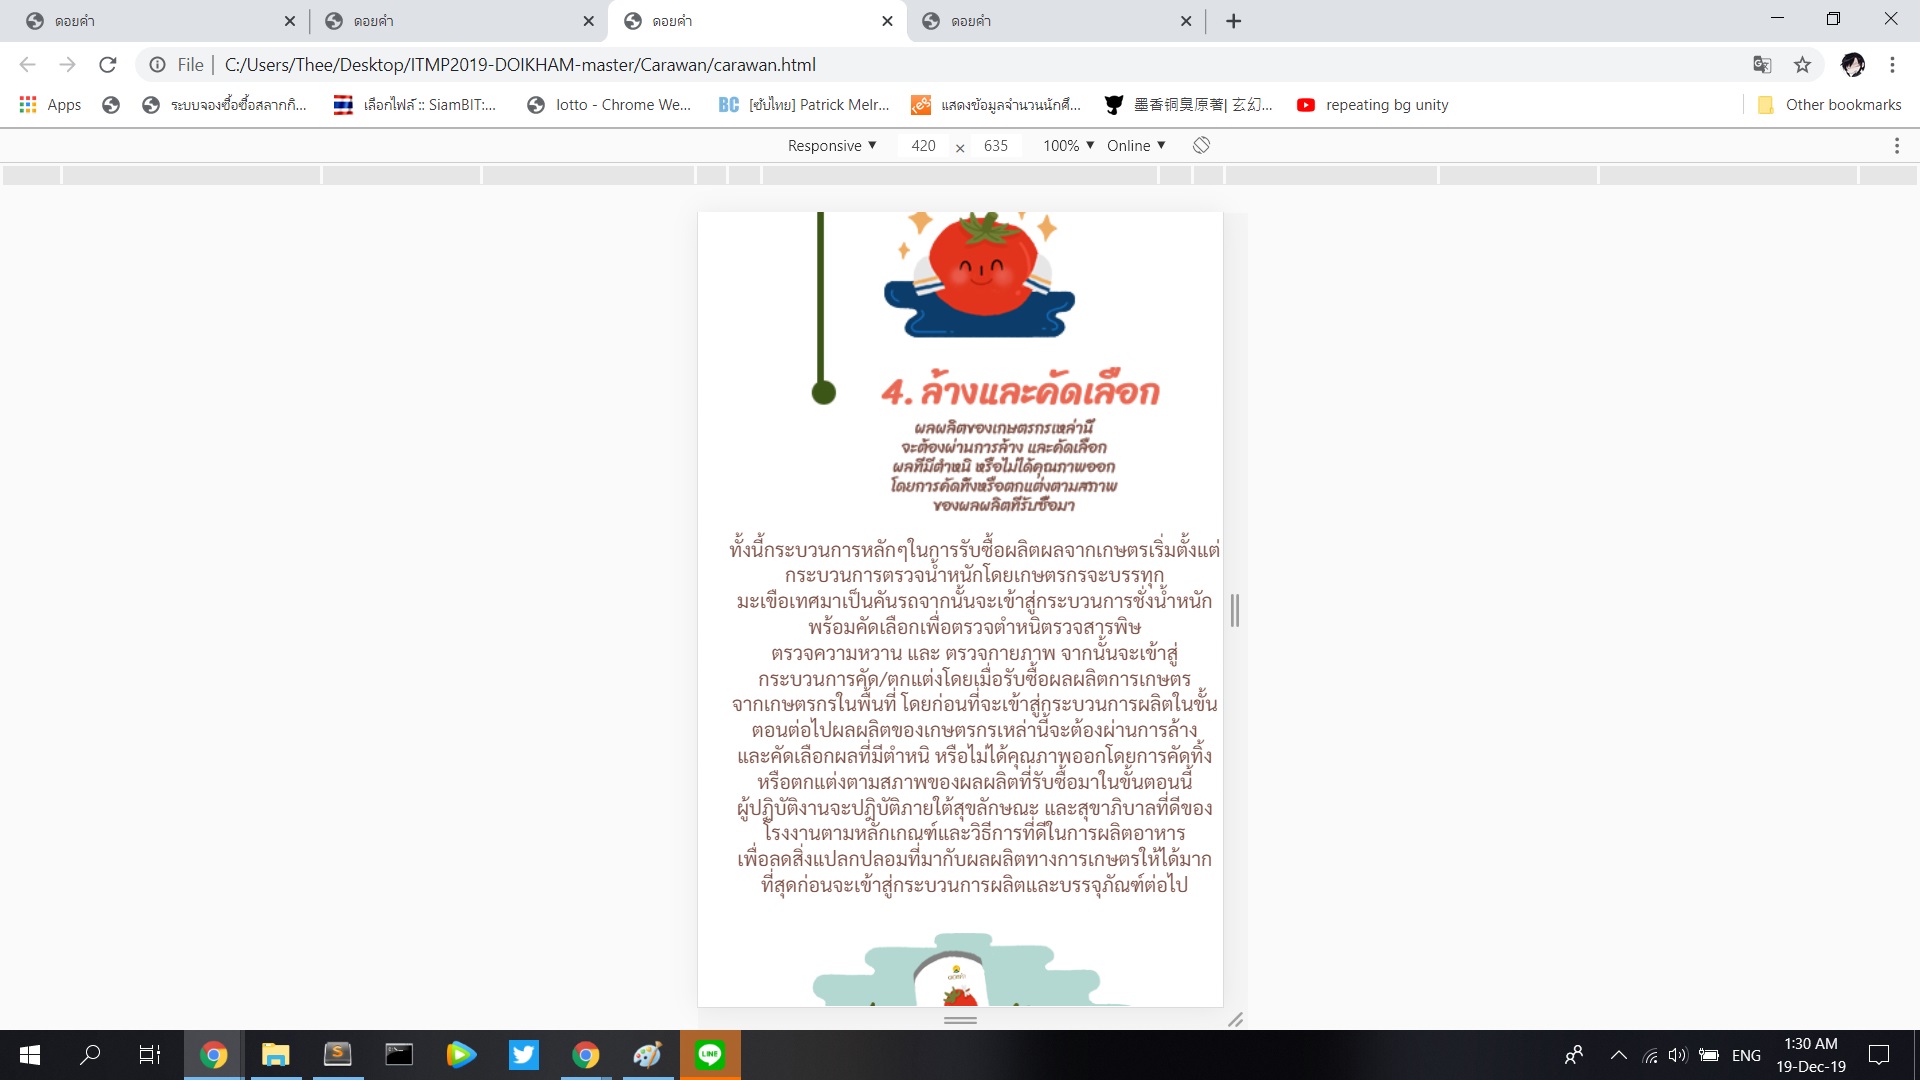 ดอยคำ
ดอยคำ
ดอยคำ
ดอยคำ
File
C:/Users/Thee/Desktop/ITMP2019-DOIKHAM-master/Carawan/carawan.html
Apps
ระบบจองซื้อซื้อสลากกิ...
เลือกไฟล์ :: SiamBIT:...
lotto - Chrome We...
BC
[ซับไทย] Patrick Melr...
reg
แสดงข้อมูลจำนวนนักศึ...
墨香铜臭原著| 玄幻...
repeating bg unity
Other bookmarks
Responsive
420 × 635
100%
Online
4. ล้างและคัดเลือก
ผลผลิตของเกษตรกรเหล่านี้
จะต้องผ่านการล้าง และคัดเลือก
ผลที่มีตำหนิ หรือไม่ได้คุณภาพออก
โดยการคัดทิ้งหรือตกแต่งตามสภาพ
ของผลผลิตที่รับซื้อมา
ทั้งนี้กระบวนการหลักๆในการรับซื้อผลิตผลจากเกษตรเริ่มตั้งแต่
กระบวนการตรวจน้ำหนักโดยเกษตรกรจะบรรทุก
มะเขือเทศมาเป็นคันรถจากนั้นจะเข้าสู่กระบวนการชั่งน้ำหนัก
พร้อมคัดเลือกเพื่อตรวจตำหนิตรวจสารพิษ
ตรวจความหวาน และ ตรวจกายภาพ จากนั้นจะเข้าสู่
กระบวนการคัด/ตกแต่งโดยเมื่อรับซื้อผลผลิตการเกษตร
จากเกษตรกรในพื้นที่ โดยก่อนที่จะเข้าสู่กระบวนการผลิตในขั้น
ตอนต่อไปผลผลิตของเกษตรกรเหล่านี้จะต้องผ่านการล้าง
และคัดเลือกผลที่มีตำหนิ หรือไม่ได้คุณภาพออกโดยการคัดทิ้ง
หรือตกแต่งตามสภาพของผลผลิตที่รับซื้อมาในขั้นตอนนี้
ผู้ปฏิบัติงานจะปฎิบัติภายใต้สุขลักษณะ และสุขาภิบาลที่ดีของ
โรงงานตามหลักเกณฑ์และวิธีการที่ดีในการผลิตอาหาร
เพื่อลดสิ่งแปลกปลอมที่มากับผลผลิตทางการเกษตรให้ได้มาก
ที่สุดก่อนจะเข้าสู่กระบวนการผลิตและบรรจุภัณฑ์ต่อไป
ดอยคำ
LINE
ENG
1:30 AM
19-Dec-19